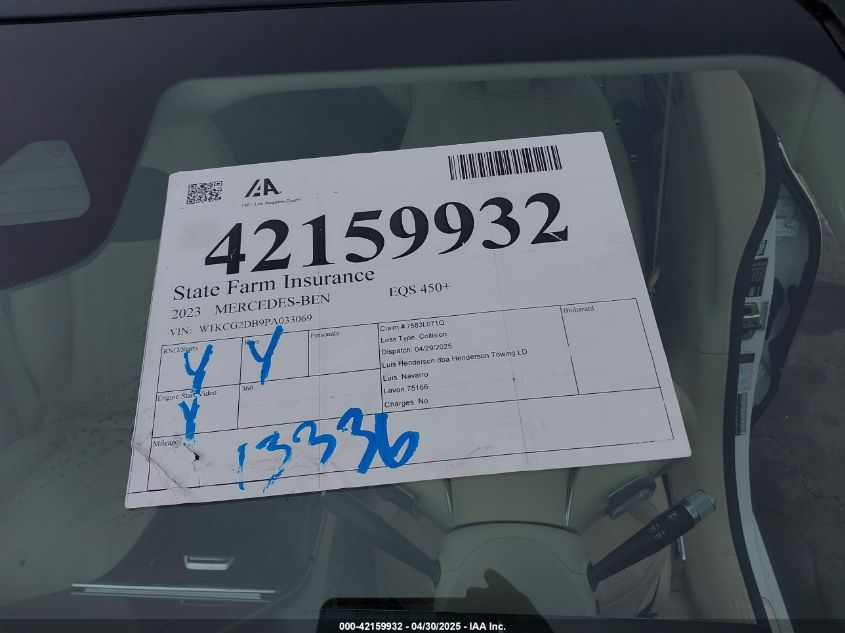 IAA
130 - Los Angeles South
42159932
State Farm Insurance
2023 MERCEDES-BEN EQS 450+
VIN: W1KCG2DB9PA033069
RND/Starts
Personals
Biohazard
Y
Y
Claim # 7583L071Q
Loss Type: Collision
Dispatch: 04/29/2025
Luis Henderson dba Henderson Towing LD
Luis Navarro
Lavon 75166
Charges: No
Engine Start Video
360
Y
Mileage
13336
000-42159932 - 04/30/2025 - IAA Inc.